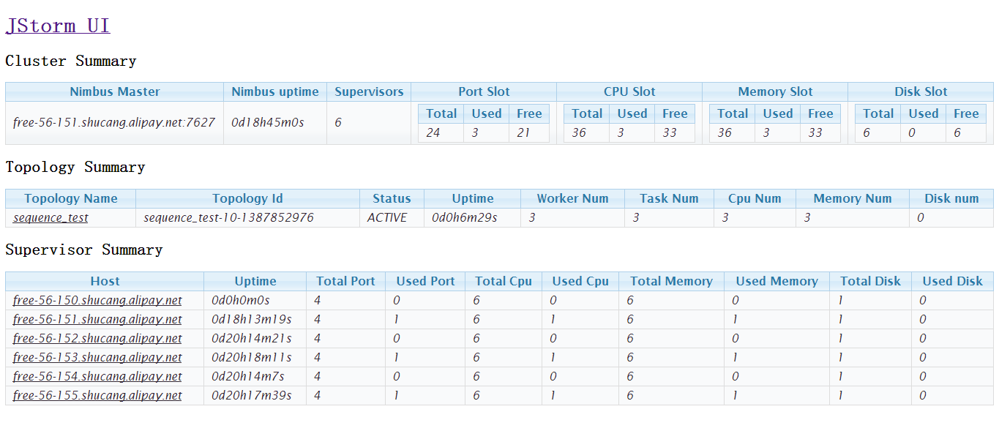 JStorm UI
Cluster Summary
Nimbus Master Nimbus uptime Supervisors Port Slot CPU Slot Memory Slot Disk Slot
Total Used Free Total Used Free Total Used Free Total Used Free
free-56-151.shucang.alipay.net:7627 0d18h45m0s 6
24 3 21 36 3 33 36 3 33 6 0 6
Topology Summary
Topology Name Topology Id Status Uptime Worker Num Task Num Cpu Num Memory Num Disk num
sequence_test sequence_test-10-1387852976 ACTIVE 0d0h6m29s 3 3 3 3 0
Supervisor Summary
Host Uptime Total Port Used Port Total Cpu Used Cpu Total Memory Used Memory Total Disk Used Disk
free-56-150.shucang.alipay.net 0d0h0m0s 4 0 6 0 6 0 1 0
free-56-151.shucang.alipay.net 0d18h13m19s 4 1 6 1 6 1 1 0
free-56-152.shucang.alipay.net 0d20h14m21s 4 0 6 0 6 0 1 0
free-56-153.shucang.alipay.net 0d20h18m11s 4 1 6 1 6 1 1 0
free-56-154.shucang.alipay.net 0d20h14m7s 4 0 6 0 6 0 1 0
free-56-155.shucang.alipay.net 0d20h17m39s 4 1 6 1 6 1 1 0